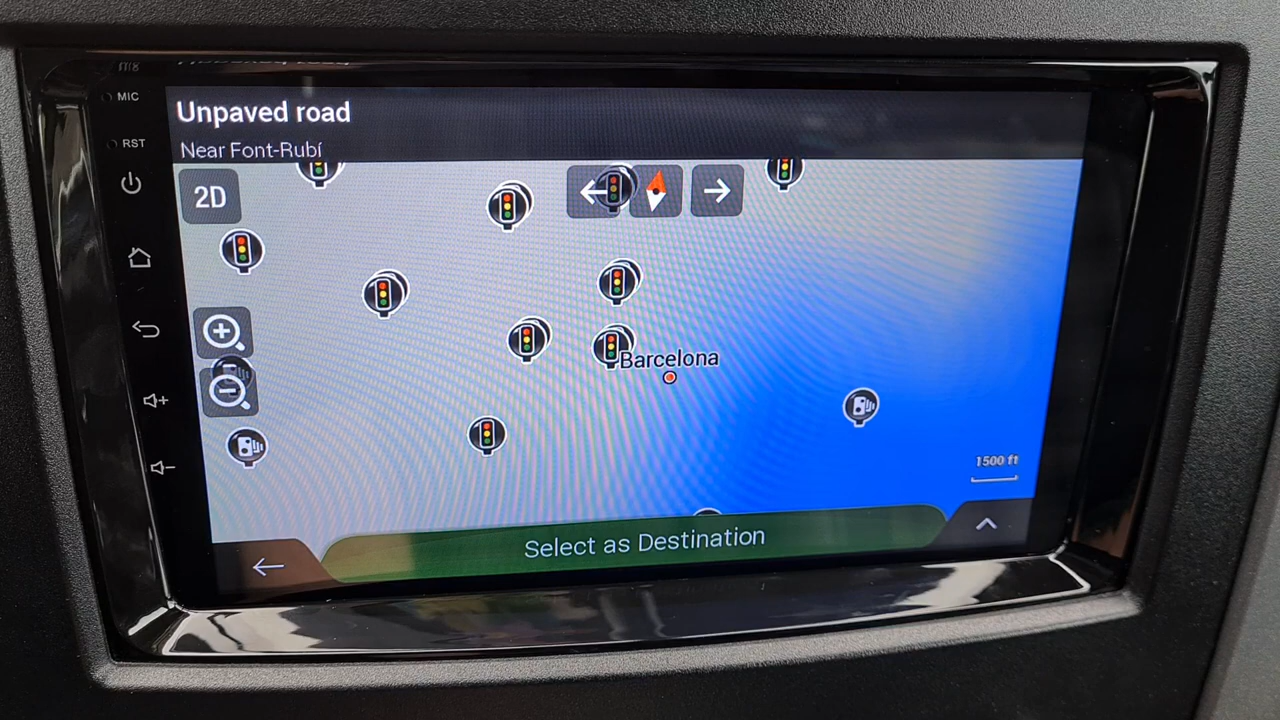 MIC
RST
Unpaved road
Near Font-Rubí
2D
Barcelona
1500 ft
Select as Destination